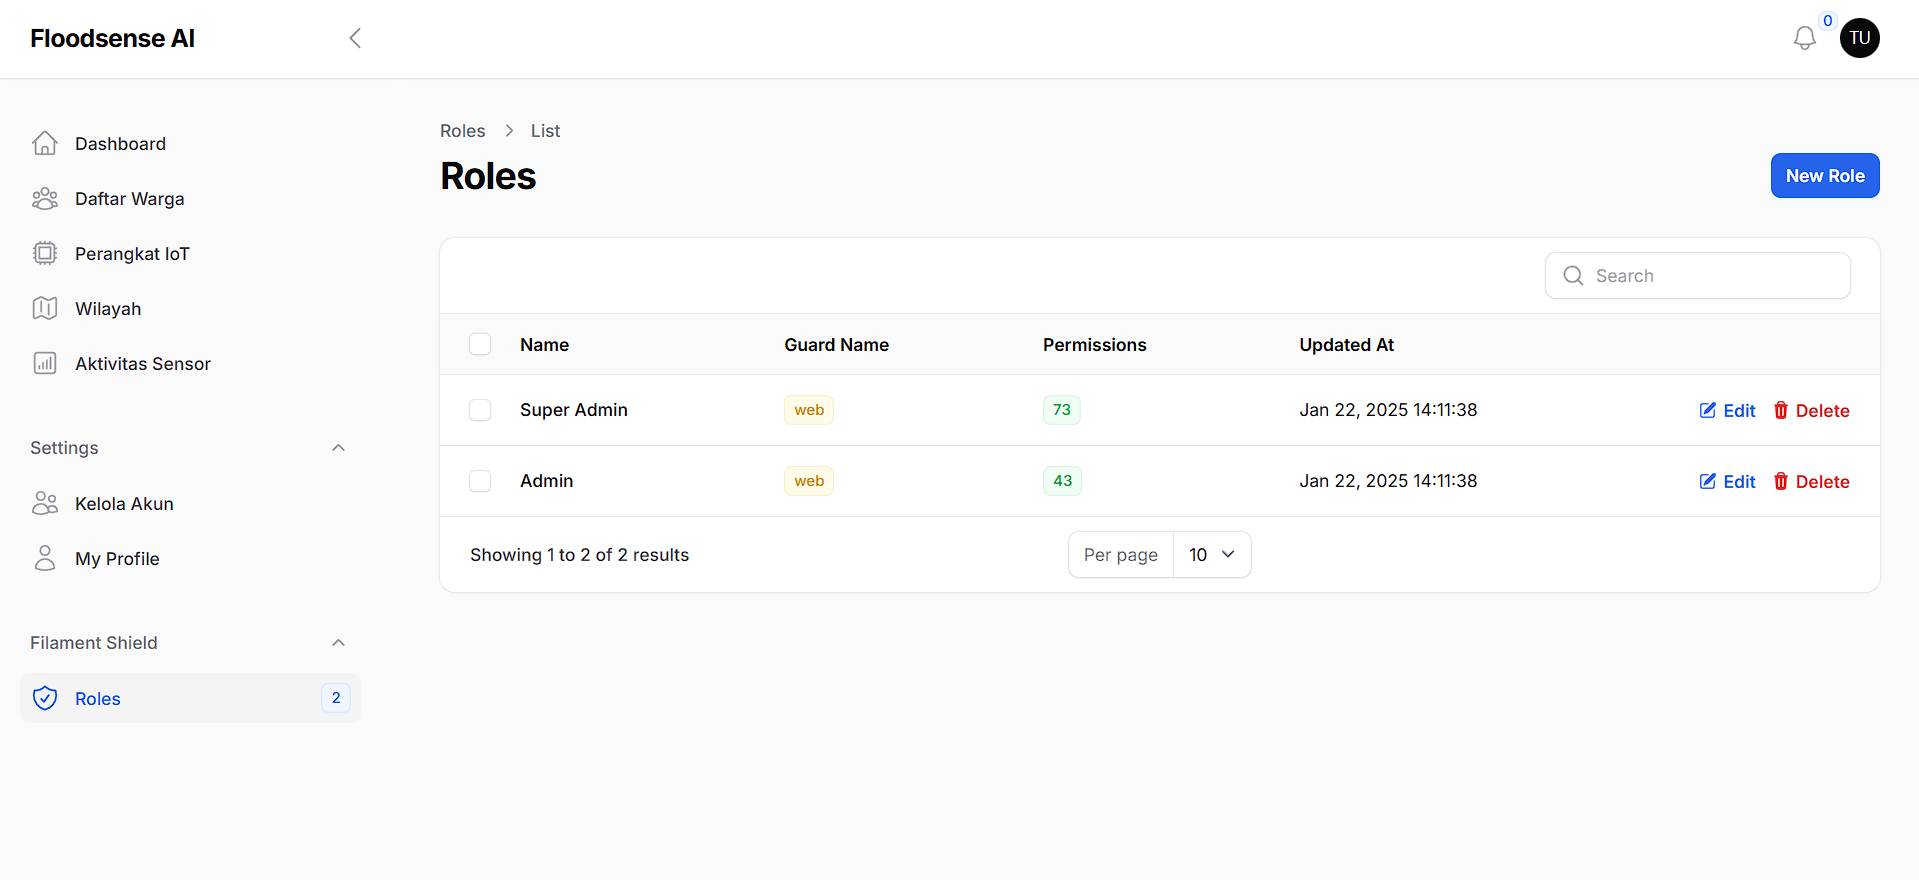 Floodsense AI
0
TU
Dashboard
Daftar Warga
Perangkat IoT
Wilayah
Aktivitas Sensor
Settings
Kelola Akun
My Profile
Filament Shield
Roles 2
Roles > List
Roles
New Role
Search
Name Guard Name Permissions Updated At
Super Admin web 73 Jan 22, 2025 14:11:38 Edit Delete
Admin web 43 Jan 22, 2025 14:11:38 Edit Delete
Showing 1 to 2 of 2 results Per page 10